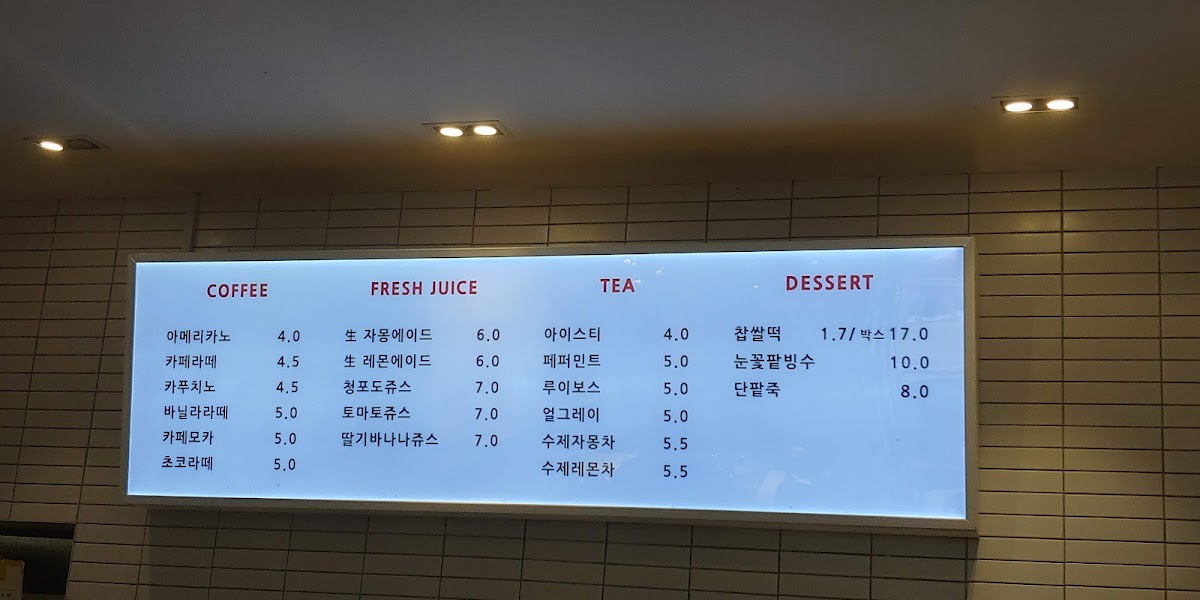 COFFEE
아메리카노 4.0
카페라떼 4.5
카푸치노 4.5
바닐라라떼 5.0
카페모카 5.0
초코라떼 5.0
FRESH JUICE
生 자몽에이드 6.0
生 레몬에이드 6.0
청포도쥬스 7.0
토마토쥬스 7.0
딸기바나나쥬스 7.0
TEA
아이스티 4.0
페퍼민트 5.0
루이보스 5.0
얼그레이 5.0
수제자몽차 5.5
수제레몬차 5.5
DESSERT
찹쌀떡 1.7/ 박스 17.0
눈꽃팥빙수 10.0
단팥죽 8.0